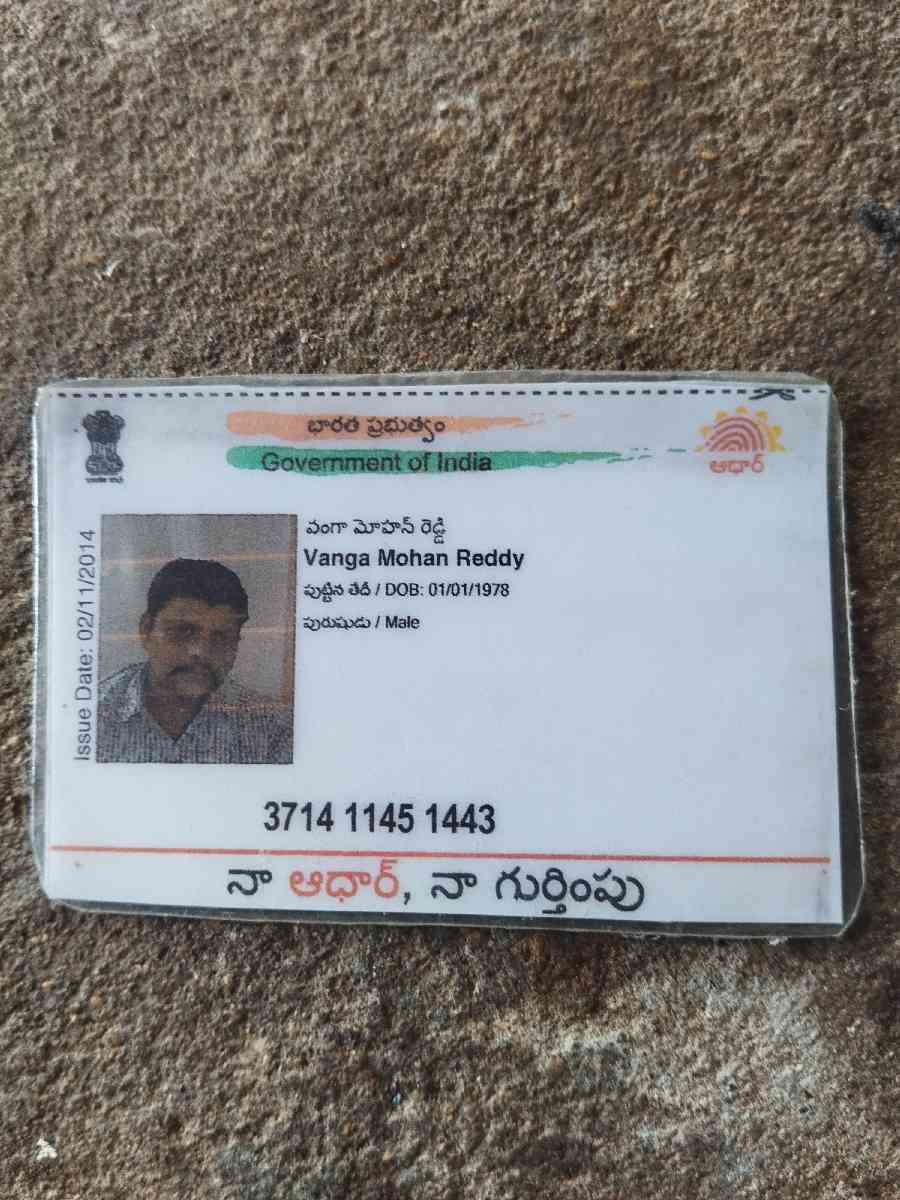 భారత ప్రభుత్వం
Government of India
ఆధార్
Issue Date: 02/11/2014
వంగా మోహన్ రెడ్డి
Vanga Mohan Reddy
పుట్టిన తేదీ / DOB: 01/01/1978
పురుషుడు / Male
3714 1145 1443
నా ఆధార్, నా గుర్తింపు